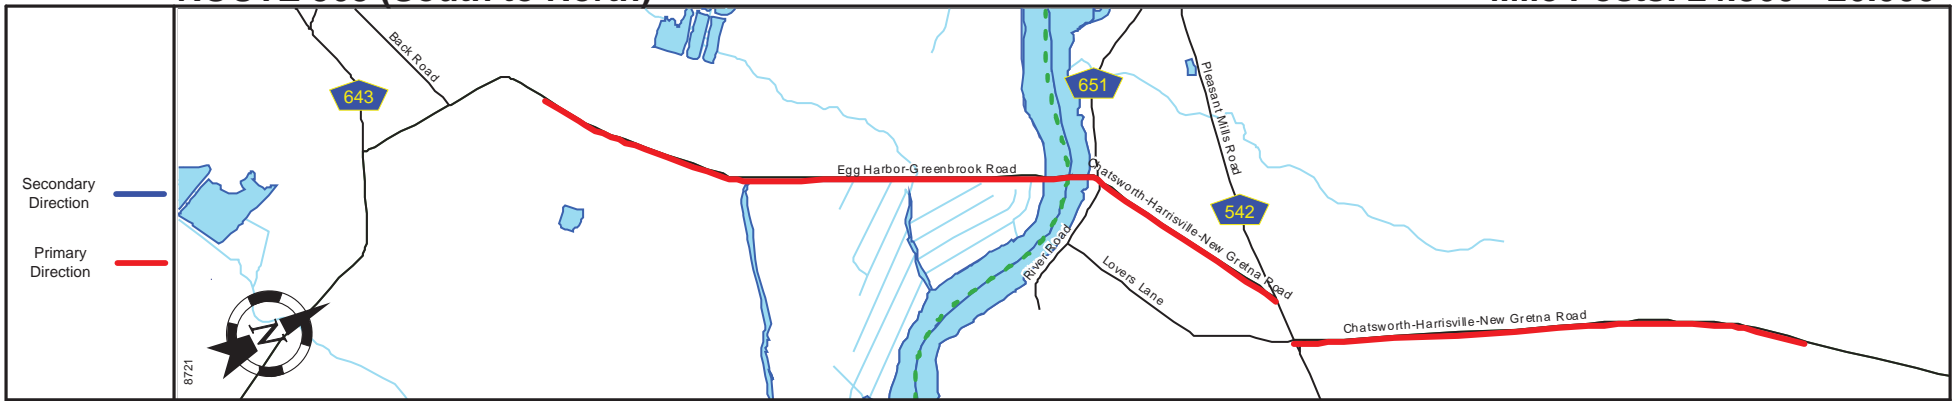 Back Road
643
651
Pleasant Mills Road
Secondary
Direction
Egg Harbor-Greenbrook Road
Chatsworth-Harrisville-New Gretna Road
542
River Road
Primary
Direction
Lovers Lane
N
Chatsworth-Harrisville-New Gretna Road
8721